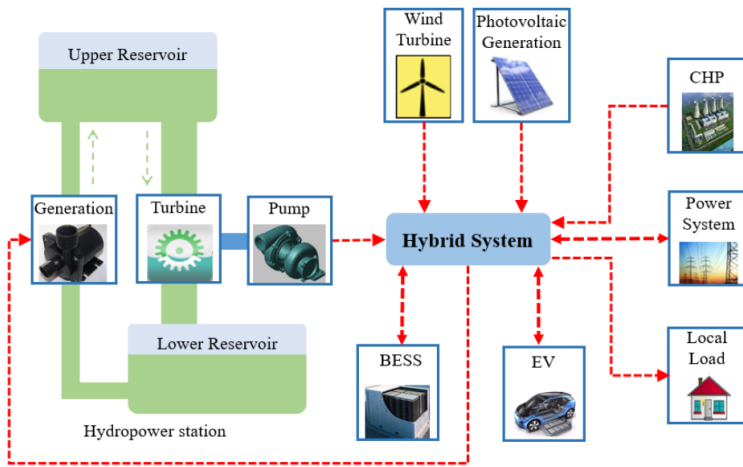 Upper Reservoir
Wind
Turbine
Photovoltaic
Generation
CHP
Generation
Turbine
Pump
Hybrid System
Power
System
Lower Reservoir
BESS
EV
Local
Load
Hydropower station